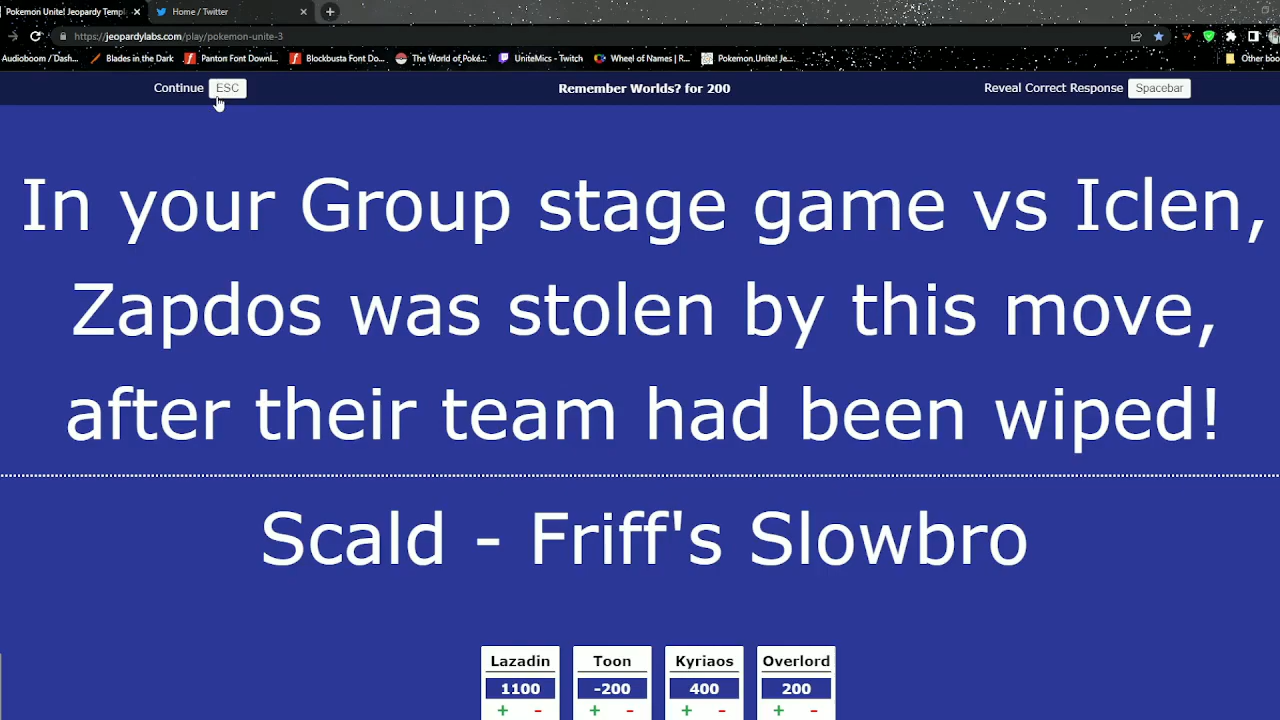 Pokemon Unite! Jeopardy Templ
Home / Twitter
https://jeopardylabs.com/play/pokemon-unite-3
Audioboom / Dash...
Blades in the Dark
Panton Font Downl...
Blockbusta Font Do...
The World of Poké...
UniteMics - Twitch
Wheel of Names | R...
Pokemon Unite! Je...
Other boo
Continue ESC
Remember Worlds? for 200
Reveal Correct Response Spacebar
In your Group stage game vs Iclen,
Zapdos was stolen by this move,
after their team had been wiped!
Scald - Friff's Slowbro
Lazadin Toon Kyriaos Overlord
1100 -200 400 200
+ - + - + - + -